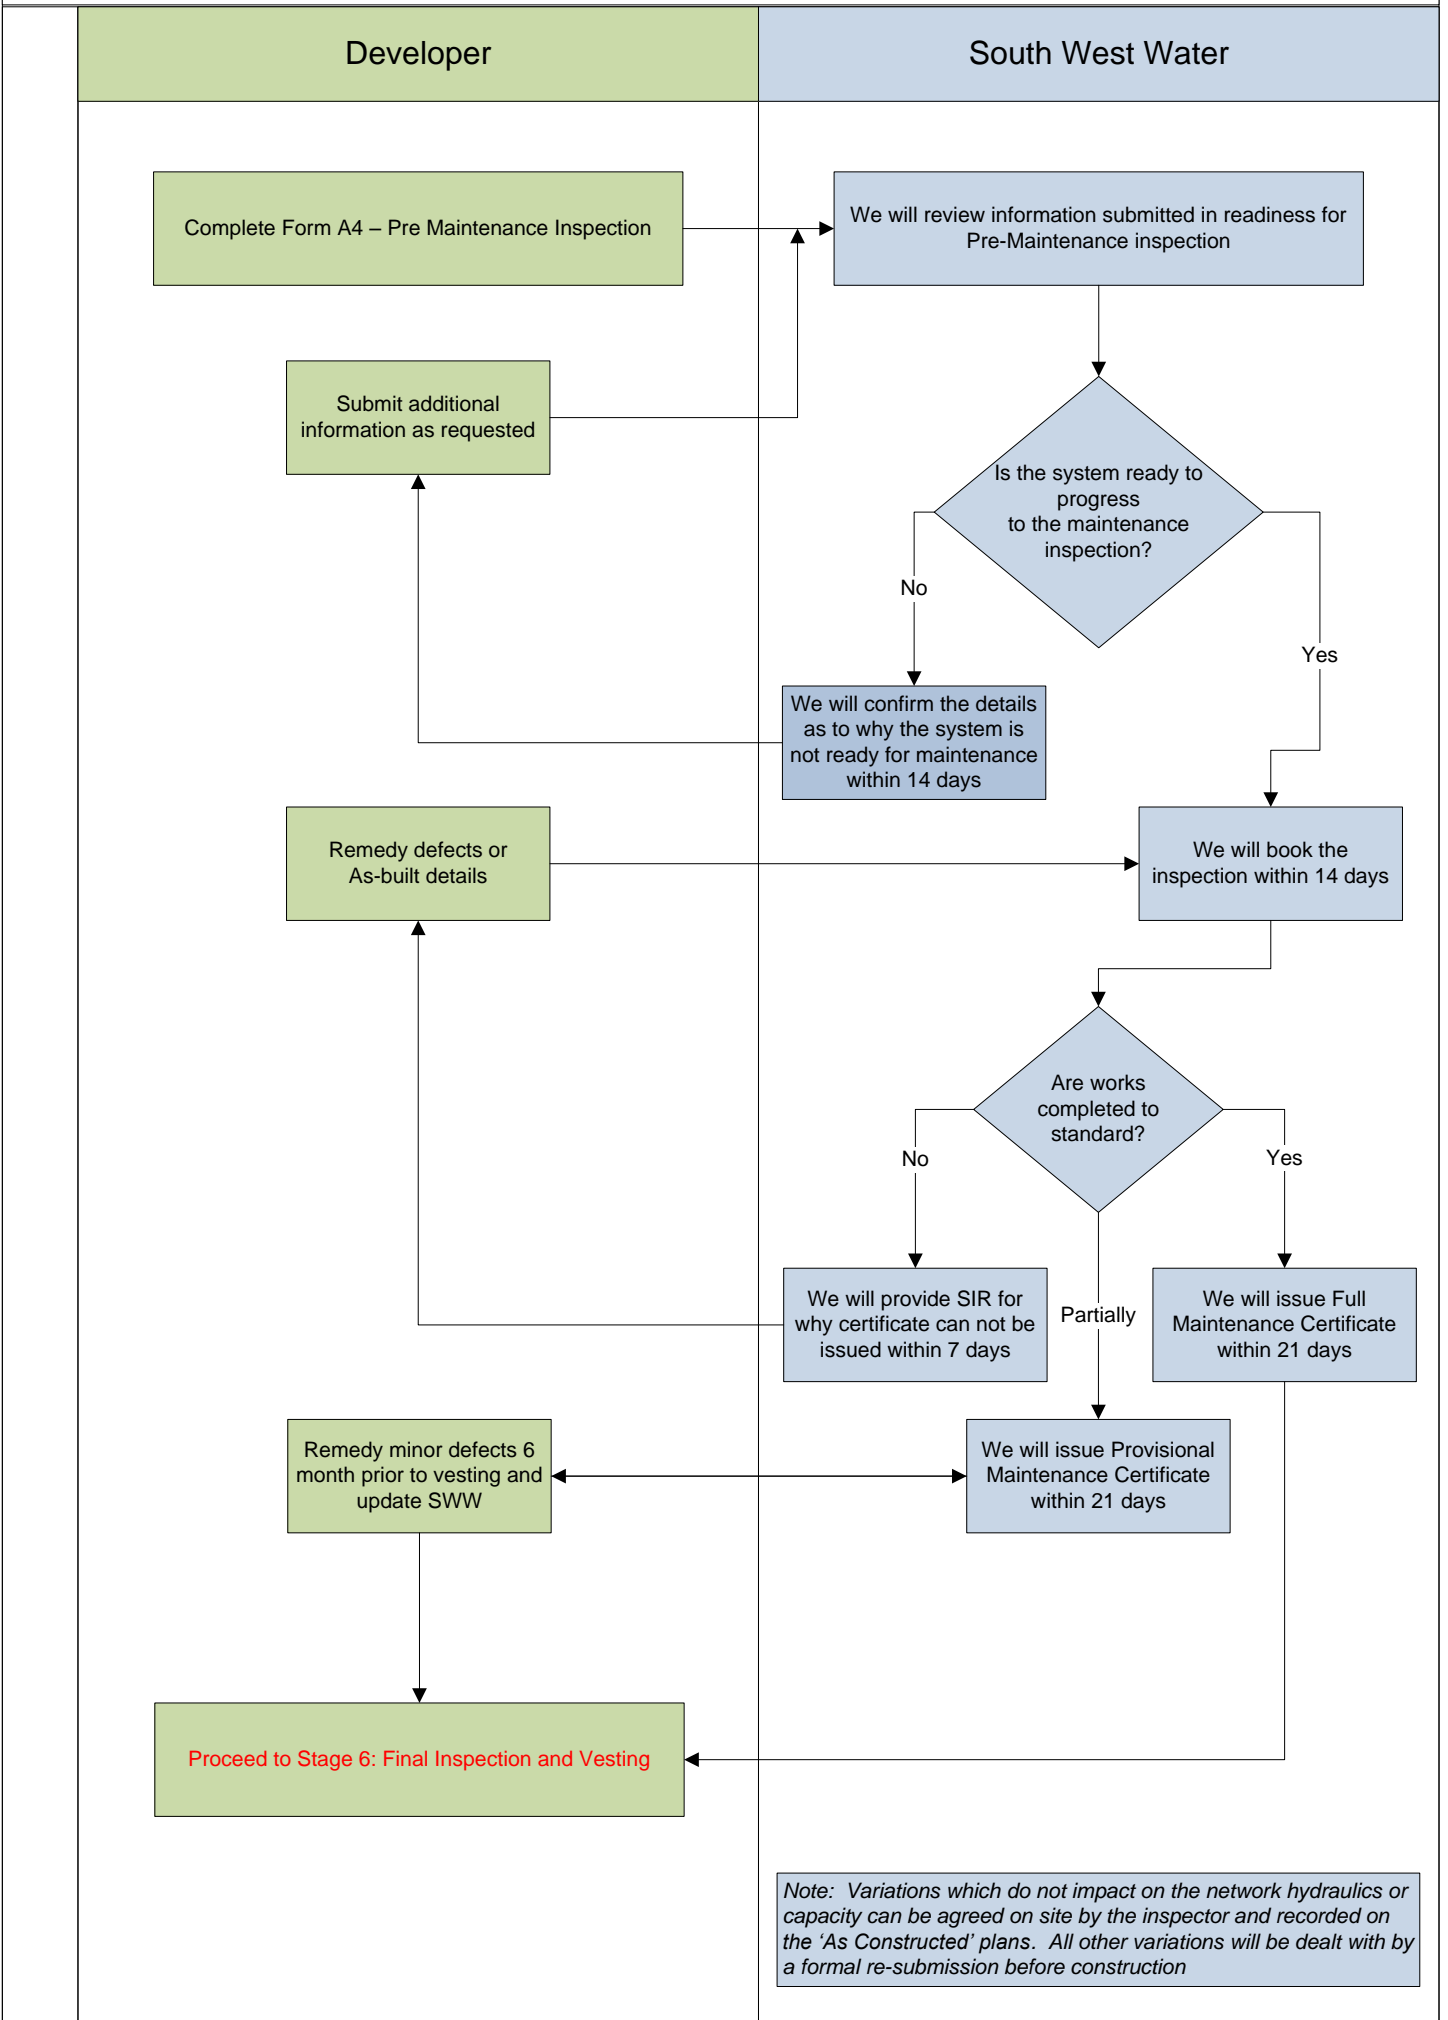 Developer
South West Water
Complete Form A4 – Pre Maintenance Inspection
We will review information submitted in readiness for
Pre-Maintenance inspection
Submit additional
information as requested
Is the system ready to
progress
to the maintenance
inspection?
No
Yes
We will confirm the details
as to why the system is
not ready for maintenance
within 14 days
Remedy defects or
As-built details
We will book the
inspection within 14 days
Are works
completed to
standard?
No
Yes
We will provide SIR for
why certificate can not be
issued within 7 days
Partially
We will issue Full
Maintenance Certificate
within 21 days
Remedy minor defects 6
month prior to vesting and
update SWW
We will issue Provisional
Maintenance Certificate
within 21 days
Proceed to Stage 6: Final Inspection and Vesting
Note: Variations which do not impact on the network hydraulics or
capacity can be agreed on site by the inspector and recorded on
the ‘As Constructed’ plans. All other variations will be dealt with by
a formal re-submission before construction